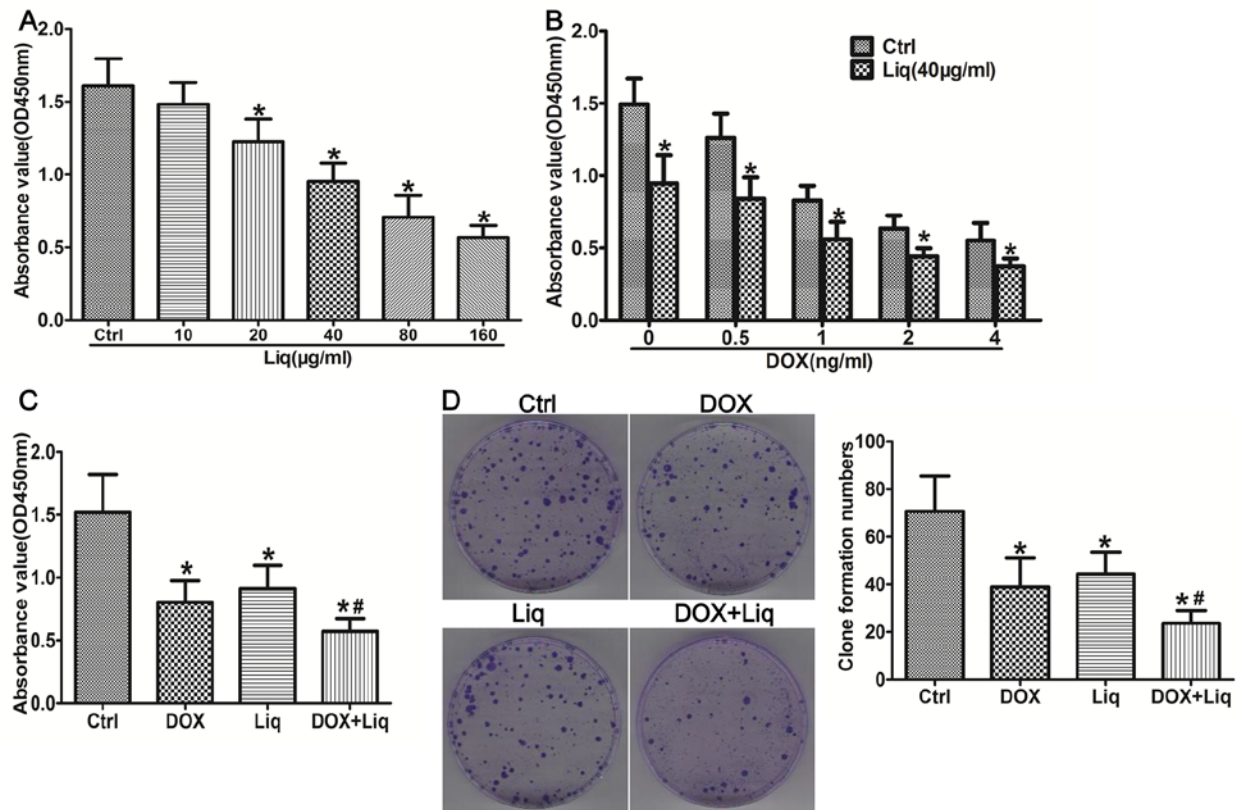 A
Absorbance value(OD450nm)
2.0
1.5
1.0
0.5
0.0
*
*
*
*
Ctrl 10 20 40 80 160
Liq(μg/ml)
B
Absorbance value(OD450nm)
2.0
1.5
1.0
0.5
0.0
Ctrl
Liq(40μg/ml)
*
*
*
*
*
0 0.5 1 2 4
DOX(ng/ml)
C
Absorbance value(OD450nm)
2.0
1.5
1.0
0.5
0.0
*
*
*#
Ctrl DOX Liq DOX+Liq
D
Ctrl DOX
Liq DOX+Liq
Clone formation numbers
100
80
60
40
20
0
*
*
*#
Ctrl DOX Liq DOX+Liq